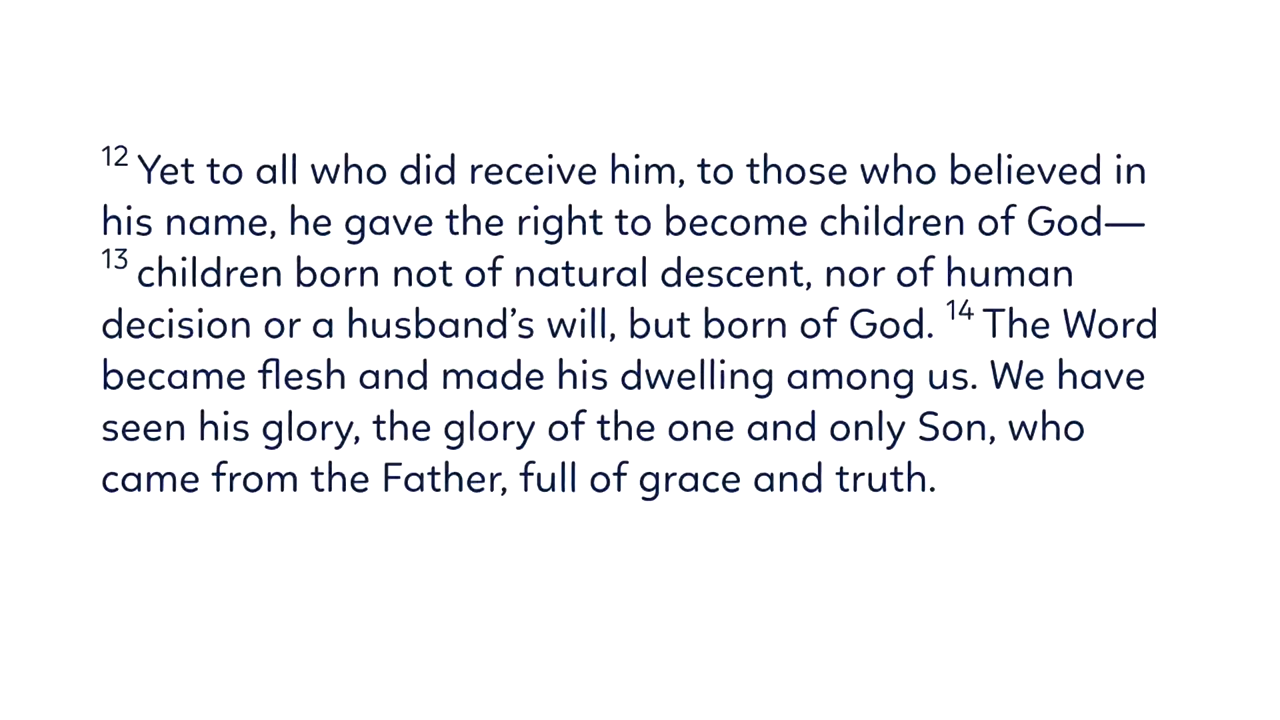 12 Yet to all who did receive him, to those who believed in
his name, he gave the right to become children of God—
13 children born not of natural descent, nor of human
decision or a husband’s will, but born of God. 14 The Word
became flesh and made his dwelling among us. We have
seen his glory, the glory of the one and only Son, who
came from the Father, full of grace and truth.